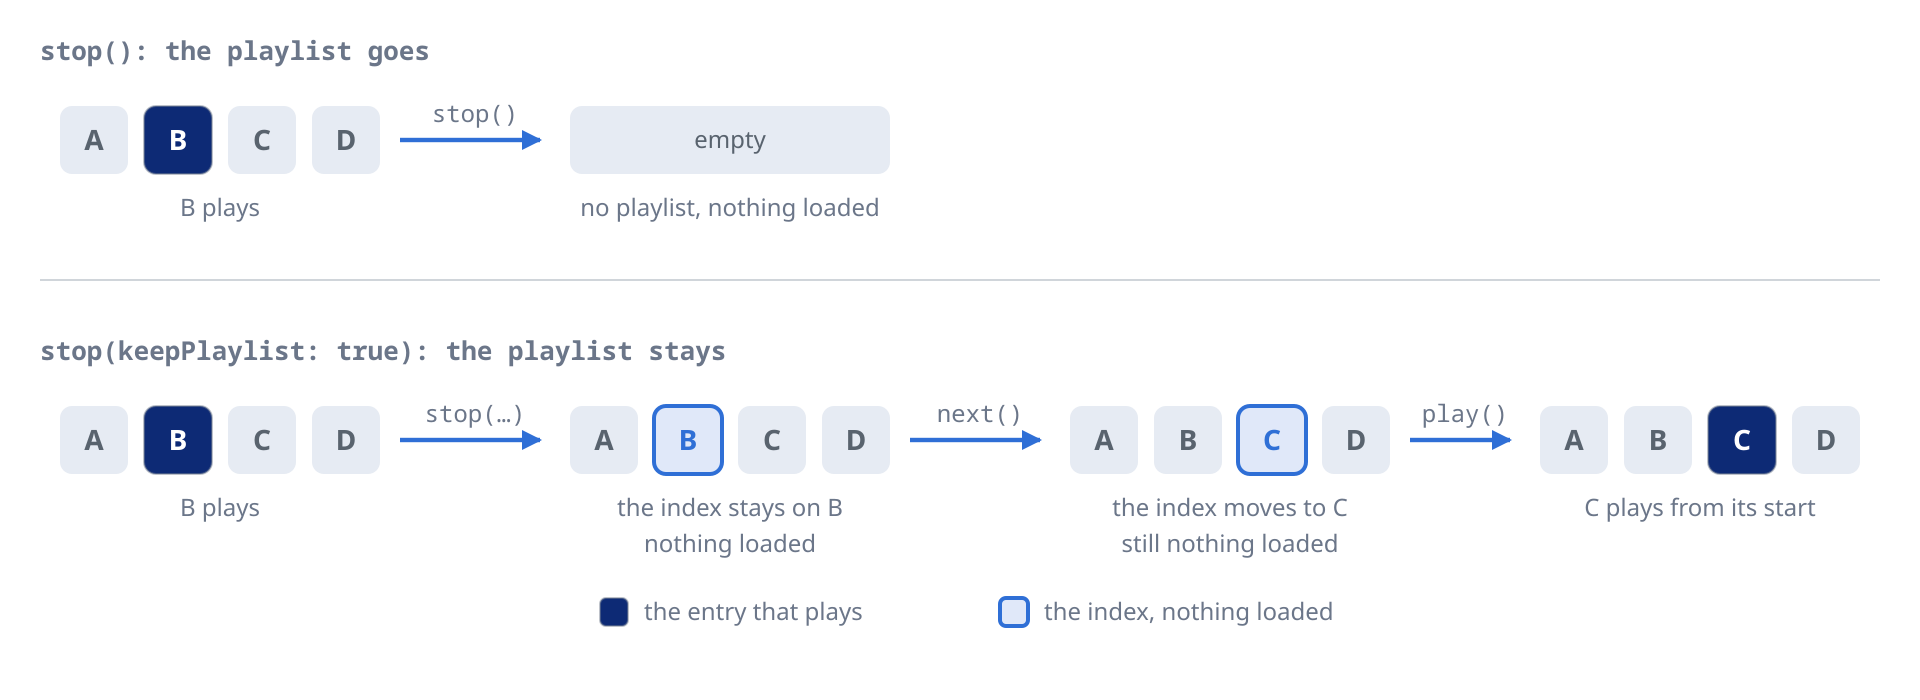 stop(): the playlist goes
A B C D
stop()
empty
B plays
no playlist, nothing loaded
stop(keepPlaylist: true): the playlist stays
A B C D
stop(…)
A B C D
next()
A B C D
play()
A B C D
B plays
the index stays on B
nothing loaded
the index moves to C
still nothing loaded
C plays from its start
the entry that plays
the index, nothing loaded